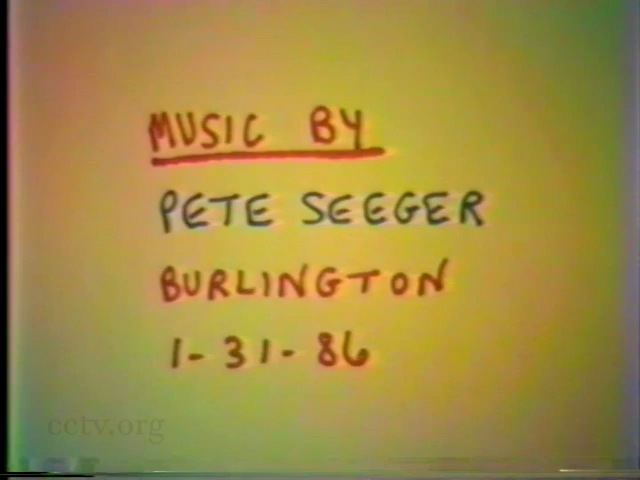 MUSIC BY
PETE SEEGER
BURLINGTON
1-31-86
cctv.org